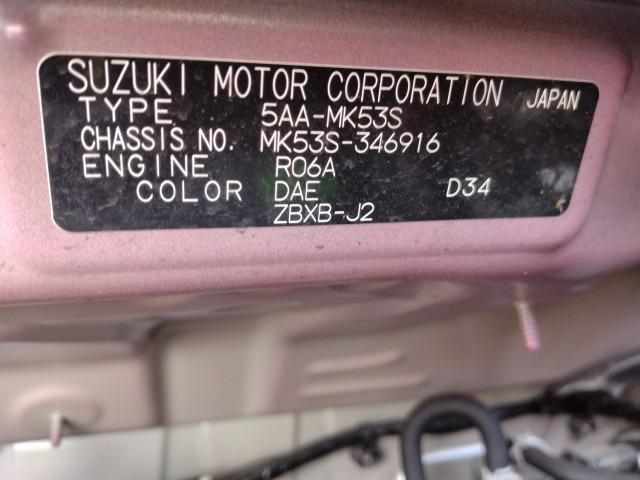 SUZUKI MOTOR CORPORATION JAPAN
TYPE 5AA-MK53S
CHASSIS NO. MK53S-346916
ENGINE R06A
COLOR DAE D34
ZBXB-J2